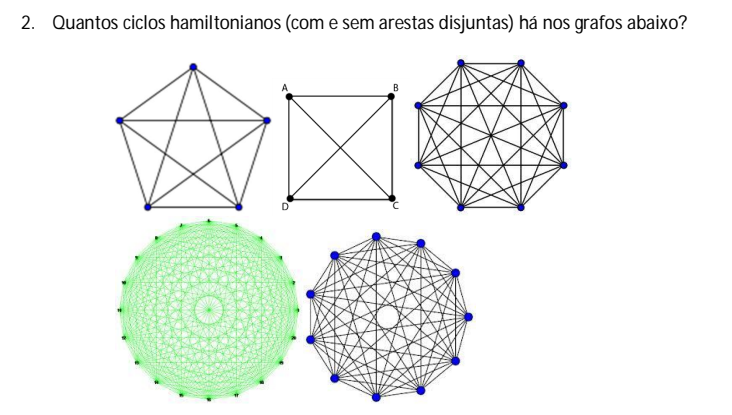 2. Quantos ciclos hamiltonianos (com e sem arestas disjuntas) há nos grafos abaixo?
A B
D C